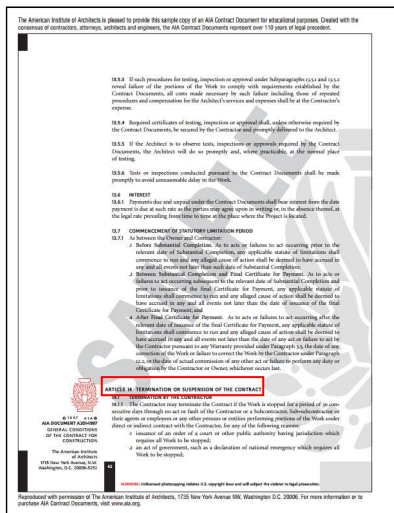 The American Institute of Architects is pleased to provide this sample copy of an AIA Contract Document for educational purposes. Created with the
consensus of contractors, attorneys, architects and engineers, the AIA Contract Documents represent over 110 years of legal precedent.
SAMPLE
13.5.3 If such procedures for testing, inspection or approval under Subparagraphs 13.5.1 and 13.5.2
reveal failure of the portions of the Work to comply with requirements established by the
Contract Documents, all costs made necessary by such failure including those of repeated
procedures and compensation for the Architect's services and expenses shall be at the Contractor's
expense.
13.5.4 Required certificates of testing, inspection or approval shall, unless otherwise required by
the Contract Documents, be secured by the Contractor and promptly delivered to the Architect.
13.5.5 If the Architect is to observe tests, inspections or approvals required by the Contract
Documents, the Architect will do so promptly and, where practicable, at the normal place
of testing.
13.5.6 Tests or inspections conducted pursuant to the Contract Documents shall be made
promptly to avoid unreasonable delay in the Work.
13.6 INTEREST
13.6.1 Payments due and unpaid under the Contract Documents shall bear interest from the date
payment is due at such rate as the parties may agree upon in writing or, in the absence thereof, at
the legal rate prevailing from time to time at the place where the Project is located.
13.7 COMMENCEMENT OF STATUTORY LIMITATION PERIOD
13.7.1 As between the Owner and Contractor:
.1 Before Substantial Completion. As to acts or failures to act occurring prior to the
relevant date of Substantial Completion, any applicable statute of limitations shall
commence to run and any alleged cause of action shall be deemed to have accrued in
any and all events not later than such date of Substantial Completion;
.2 Between Substantial Completion and Final Certificate for Payment. As to acts or
failures to act occurring subsequent to the relevant date of Substantial Completion and
prior to issuance of the final Certificate for Payment, any applicable statute of
limitations shall commence to run and any alleged cause of action shall be deemed to
have accrued in any and all events not later than the date of issuance of the final
Certificate for Payment; and
.3 After Final Certificate for Payment. As to acts or failures to act occurring after the
relevant date of issuance of the final Certificate for Payment, any applicable statute of
limitations shall commence to run and any alleged cause of action shall be deemed to
have accrued in any and all events not later than the date of any act or failure to act by
the Contractor pursuant to any Warranty provided under Paragraph 3.5, the date of any
correction of the Work or failure to correct the Work by the Contractor under Paragraph
12.2, or the date of actual commission of any other act or failure to perform any duty or
obligation by the Contractor or Owner, whichever occurs last.
ARTICLE 14 TERMINATION OR SUSPENSION OF THE CONTRACT
14.1 TERMINATION BY THE CONTRACTOR
14.1.1 The Contractor may terminate the Contract if the Work is stopped for a period of 30 con-
secutive days through no act or fault of the Contractor or a Subcontractor, Sub-subcontractor or
their agents or employees or any other persons or entities performing portions of the Work under
direct or indirect contract with the Contractor, for any of the following reasons:
.1 issuance of an order of a court or other public authority having jurisdiction which
requires all Work to be stopped;
.2 an act of government, such as a declaration of national emergency which requires all
Work to be stopped;
© 1997 AIA®
AIA DOCUMENT A201-1997
GENERAL CONDITIONS
OF THE CONTRACT FOR
CONSTRUCTION
The American Institute
of Architects
1735 New York Avenue, N.W.
Washington, D.C. 20006-5292
42
WARNING: Unlicensed photocopying violates U.S. copyright laws and will subject the violator to legal prosecution.
Reproduced with permission of The American Institute of Architects, 1735 New York Avenue NW, Washington D.C. 20006. For more information or to
purchase AIA Contract Documents, visit www.aia.org.